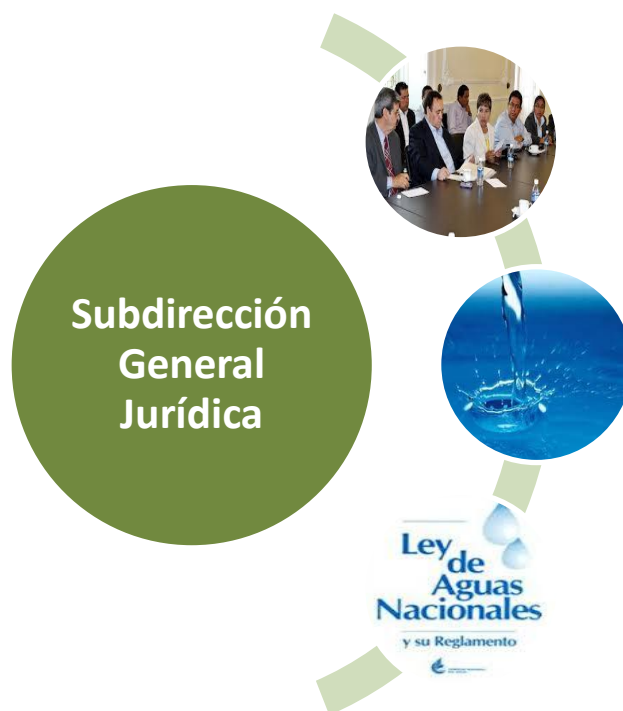 Subdirección
General
Jurídica
Ley
de
Aguas
Nacionales
y su Reglamento